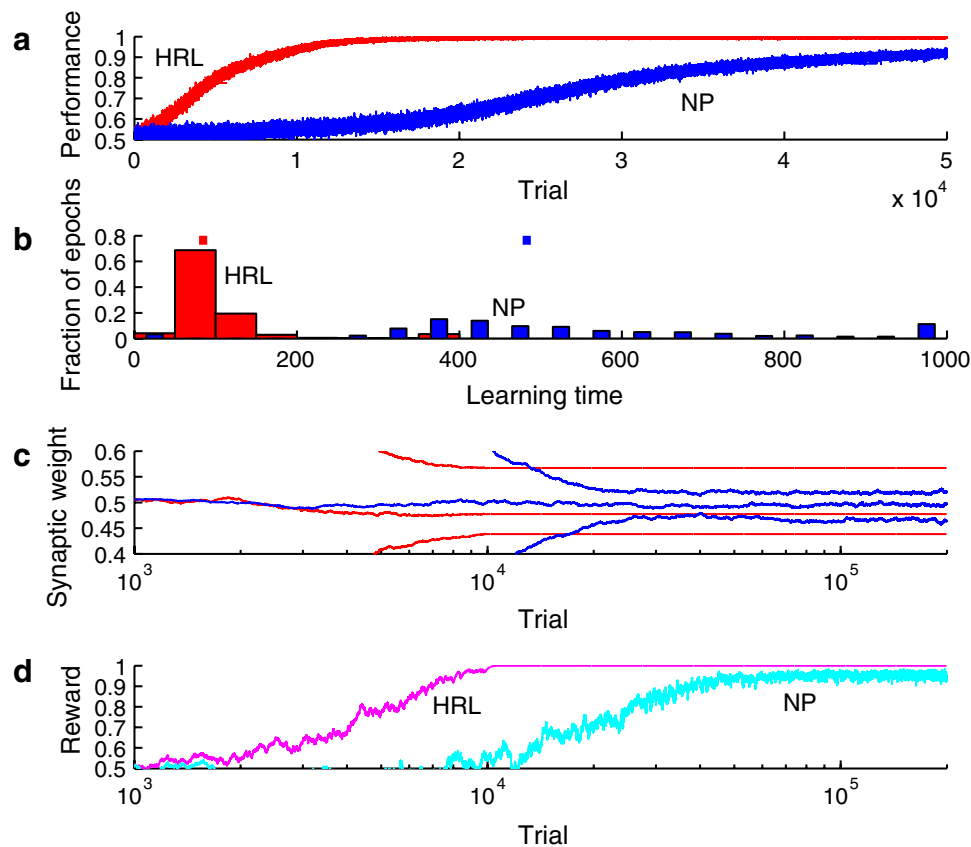 a
Performance
1
0.9
0.8
0.7
0.6
0.5
HRL
NP
0 1 2 3 4 5
Trial
x 10^4
b
Fraction of epochs
0.8
0.6
0.4
0.2
0
HRL
NP
0 200 400 600 800 1000
Learning time
c
Synaptic weight
0.6
0.55
0.5
0.45
0.4
10^3 10^4 10^5
Trial
d
Reward
1
0.9
0.8
0.7
0.6
0.5
HRL
NP
10^3 10^4 10^5
Trial